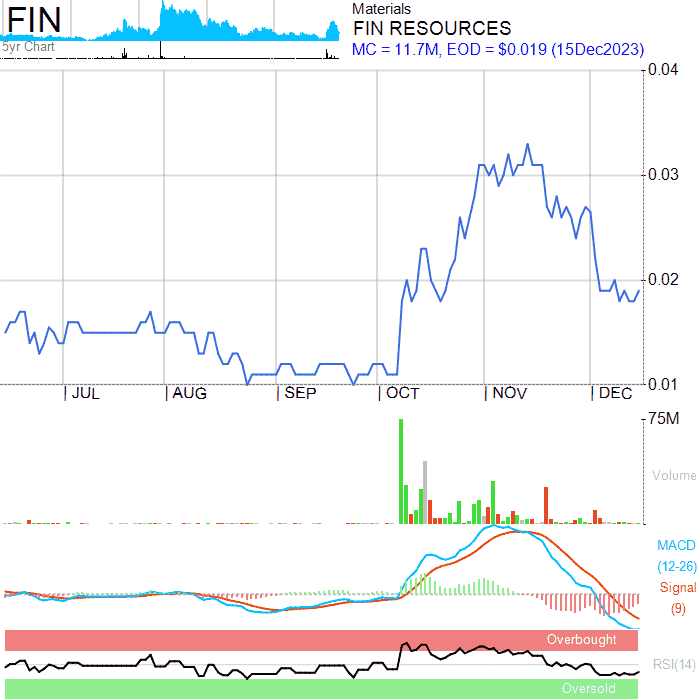 FIN
5yr Chart
Materials
FIN RESOURCES
MC = 11.7M, EOD = $0.019 (15Dec2023)
0.04
0.03
0.02
0.01
JUL
AUG
SEP
OCT
NOV
DEC
75M
Volume
MACD
(12-26)
Signal
(9)
Overbought
RSI(14)
Oversold